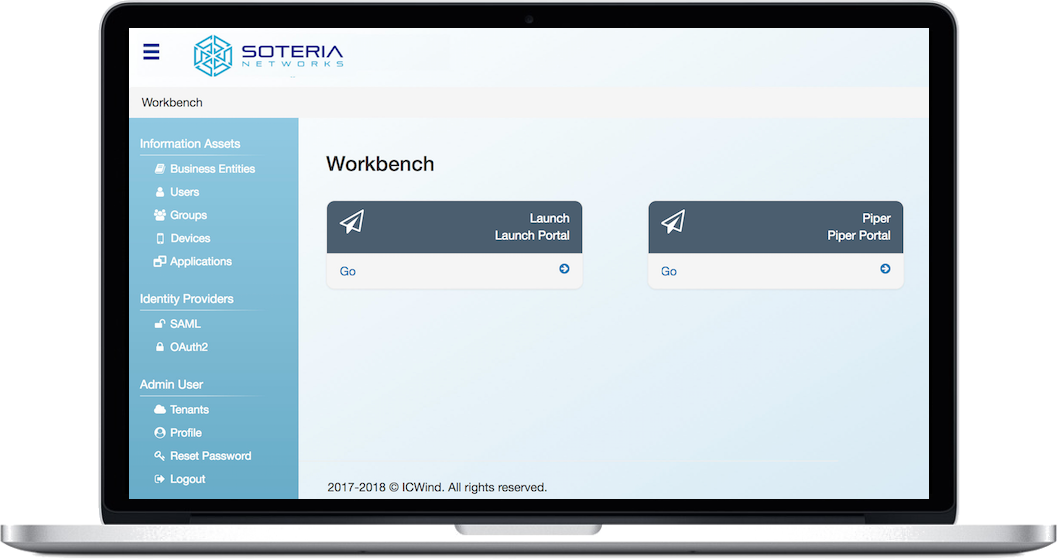 SOTERIA
NETWORKS
Workbench
Information Assets
Business Entities
Users
Groups
Devices
Applications
Identity Providers
SAML
OAuth2
Admin User
Tenants
Profile
Reset Password
Logout
Workbench
Launch
Launch Portal
Go
Piper
Piper Portal
Go
2017-2018 © ICWind. All rights reserved.